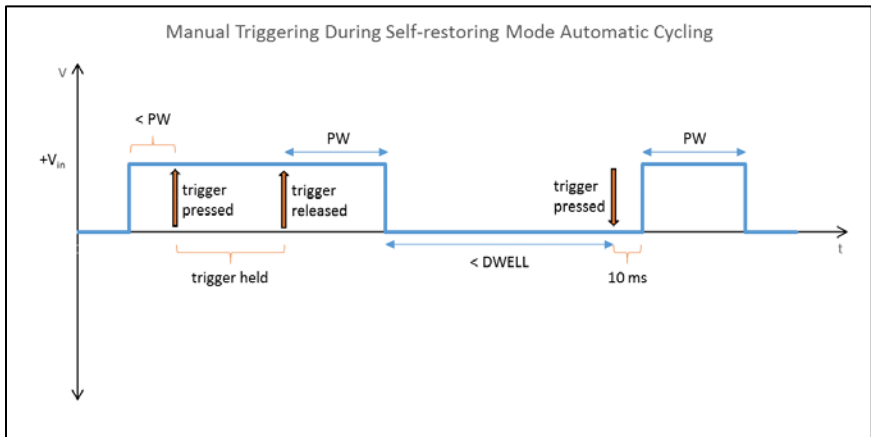 Manual Triggering During Self-restoring Mode Automatic Cycling
V
< PW
PW
PW
+Vin
trigger
pressed
trigger
released
trigger
pressed
t
< DWELL
trigger held
10 ms